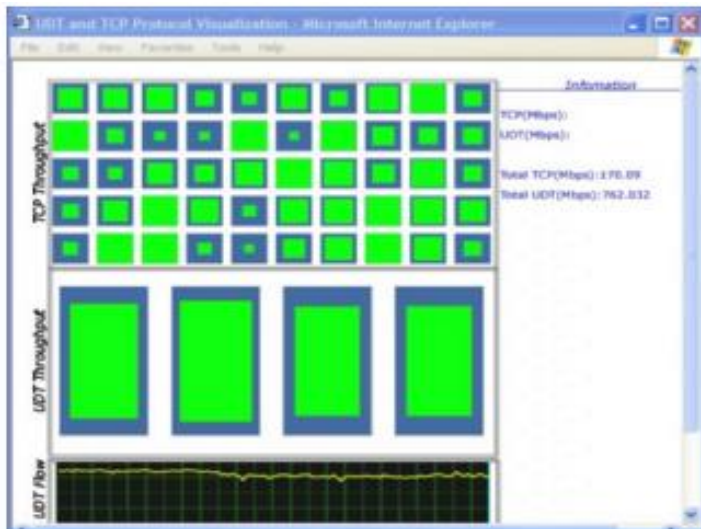 UDT and TCP Protocol Visualization - Microsoft Internet Explorer
File Edit View Favorites Tools Help
Infomation
TCP(Mbps):
UDT(Mbps):
Total TCP(Mbps):170.09
Total UDT(Mbps):762.032
TCP Throughput
UDT Throughput
UDT Flow